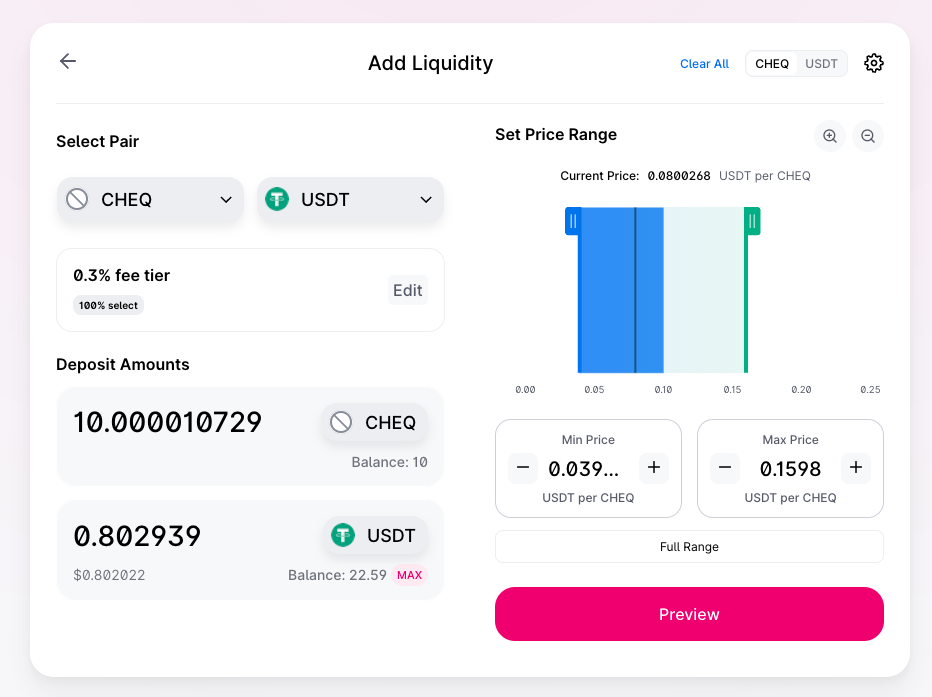 Add Liquidity
Clear All
CHEQ USDT
Select Pair
CHEQ
USDT
0.3% fee tier
100% select
Edit
Deposit Amounts
10.000010729
CHEQ
Balance: 10
0.802939
USDT
$0.802022
Balance: 22.59 MAX
Set Price Range
Current Price: 0.0800268 USDT per CHEQ
0.00 0.05 0.10 0.15 0.20 0.25
Min Price
0.039...
USDT per CHEQ
Max Price
0.1598
USDT per CHEQ
Full Range
Preview